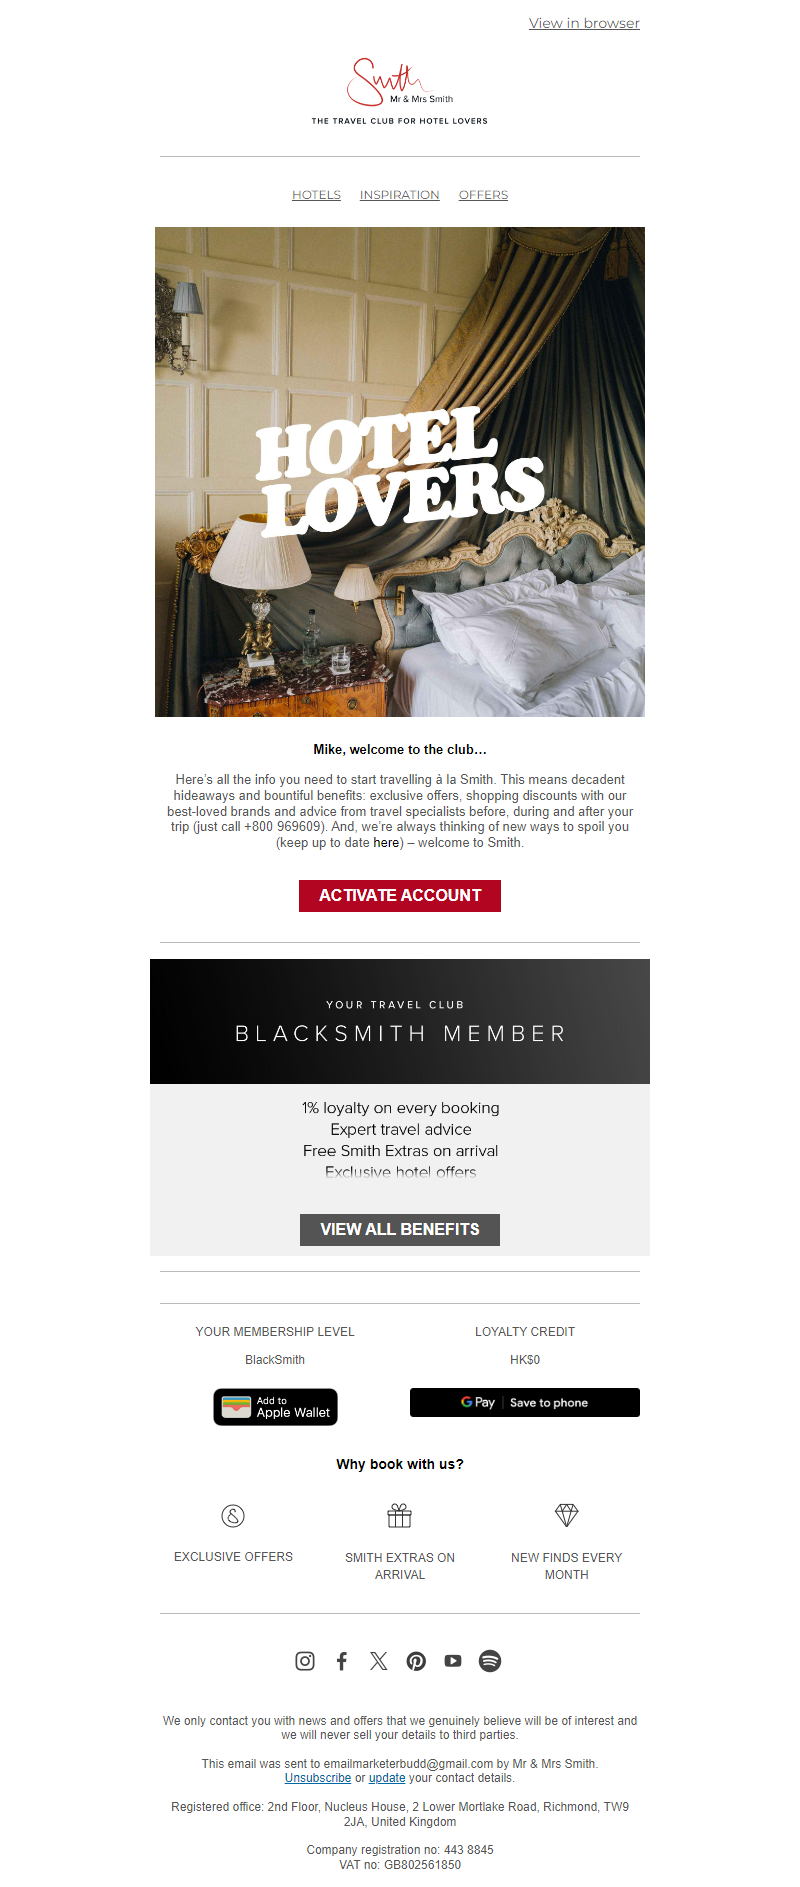 View in browser
Smith
Mr & Mrs Smith
THE TRAVEL CLUB FOR HOTEL LOVERS
HOTELS INSPIRATION OFFERS
HOTEL
LOVERS
Mike, welcome to the club…
Here’s all the info you need to start travelling à la Smith. This means decadent
hideaways and bountiful benefits: exclusive offers, shopping discounts with our
best-loved brands and advice from travel specialists before, during and after your
trip (just call +800 969609). And, we’re always thinking of new ways to spoil you
(keep up to date here) – welcome to Smith.
ACTIVATE ACCOUNT
YOUR TRAVEL CLUB
BLACKSMITH MEMBER
1% loyalty on every booking
Expert travel advice
Free Smith Extras on arrival
Exclusive hotel offers
VIEW ALL BENEFITS
YOUR MEMBERSHIP LEVEL
BlackSmith
Add to
Apple Wallet
LOYALTY CREDIT
HK$0
G Pay Save to phone
Why book with us?
EXCLUSIVE OFFERS
SMITH EXTRAS ON
ARRIVAL
NEW FINDS EVERY
MONTH
We only contact you with news and offers that we genuinely believe will be of interest and
we will never sell your details to third parties.
This email was sent to emailmarketerbudd@gmail.com by Mr & Mrs Smith.
Unsubscribe or update your contact details.
Registered office: 2nd Floor, Nucleus House, 2 Lower Mortlake Road, Richmond, TW9
2JA, United Kingdom
Company registration no: 443 8845
VAT no: GB802561850